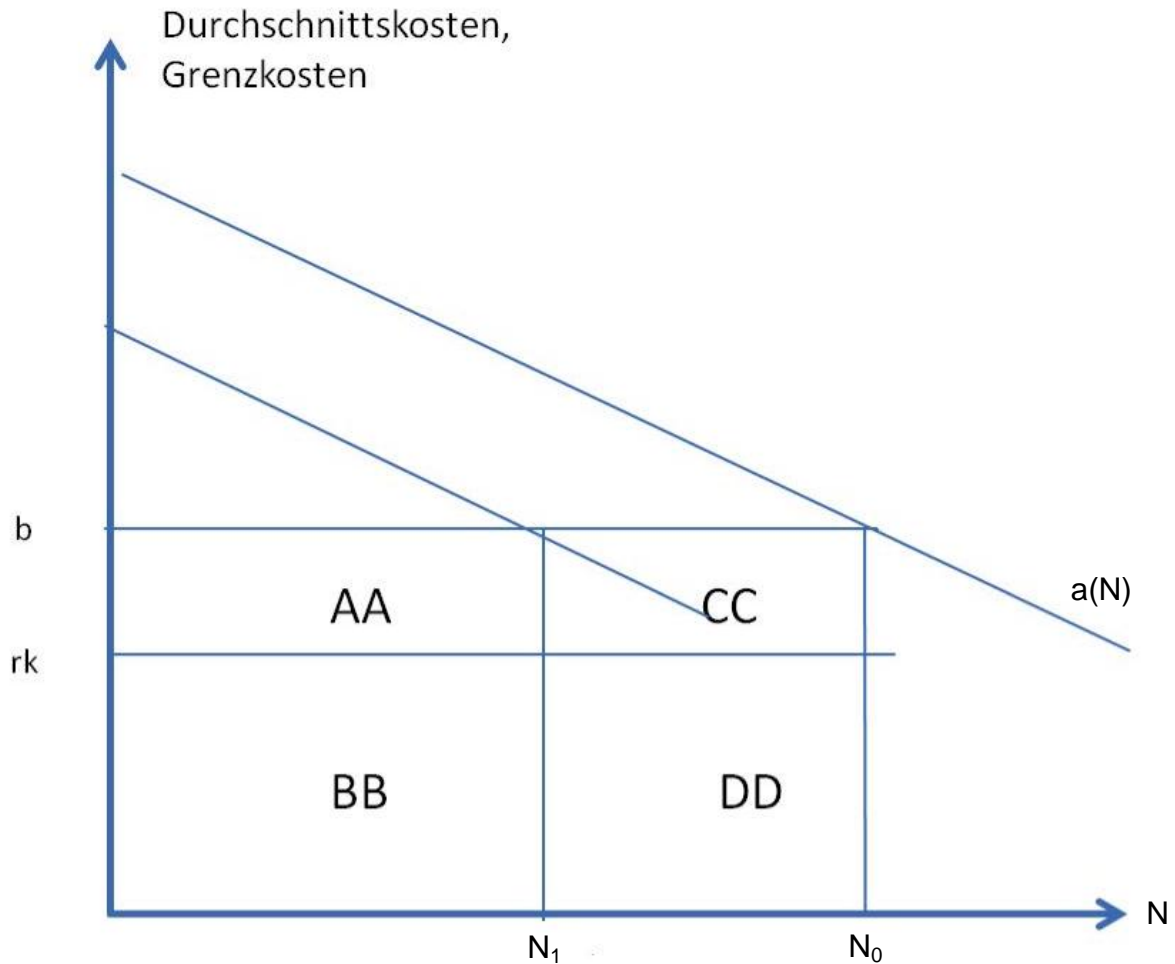 Durchschnittskosten,
Grenzkosten
b
AA
CC
a(N)
rk
BB
DD
N
N₁
N₀